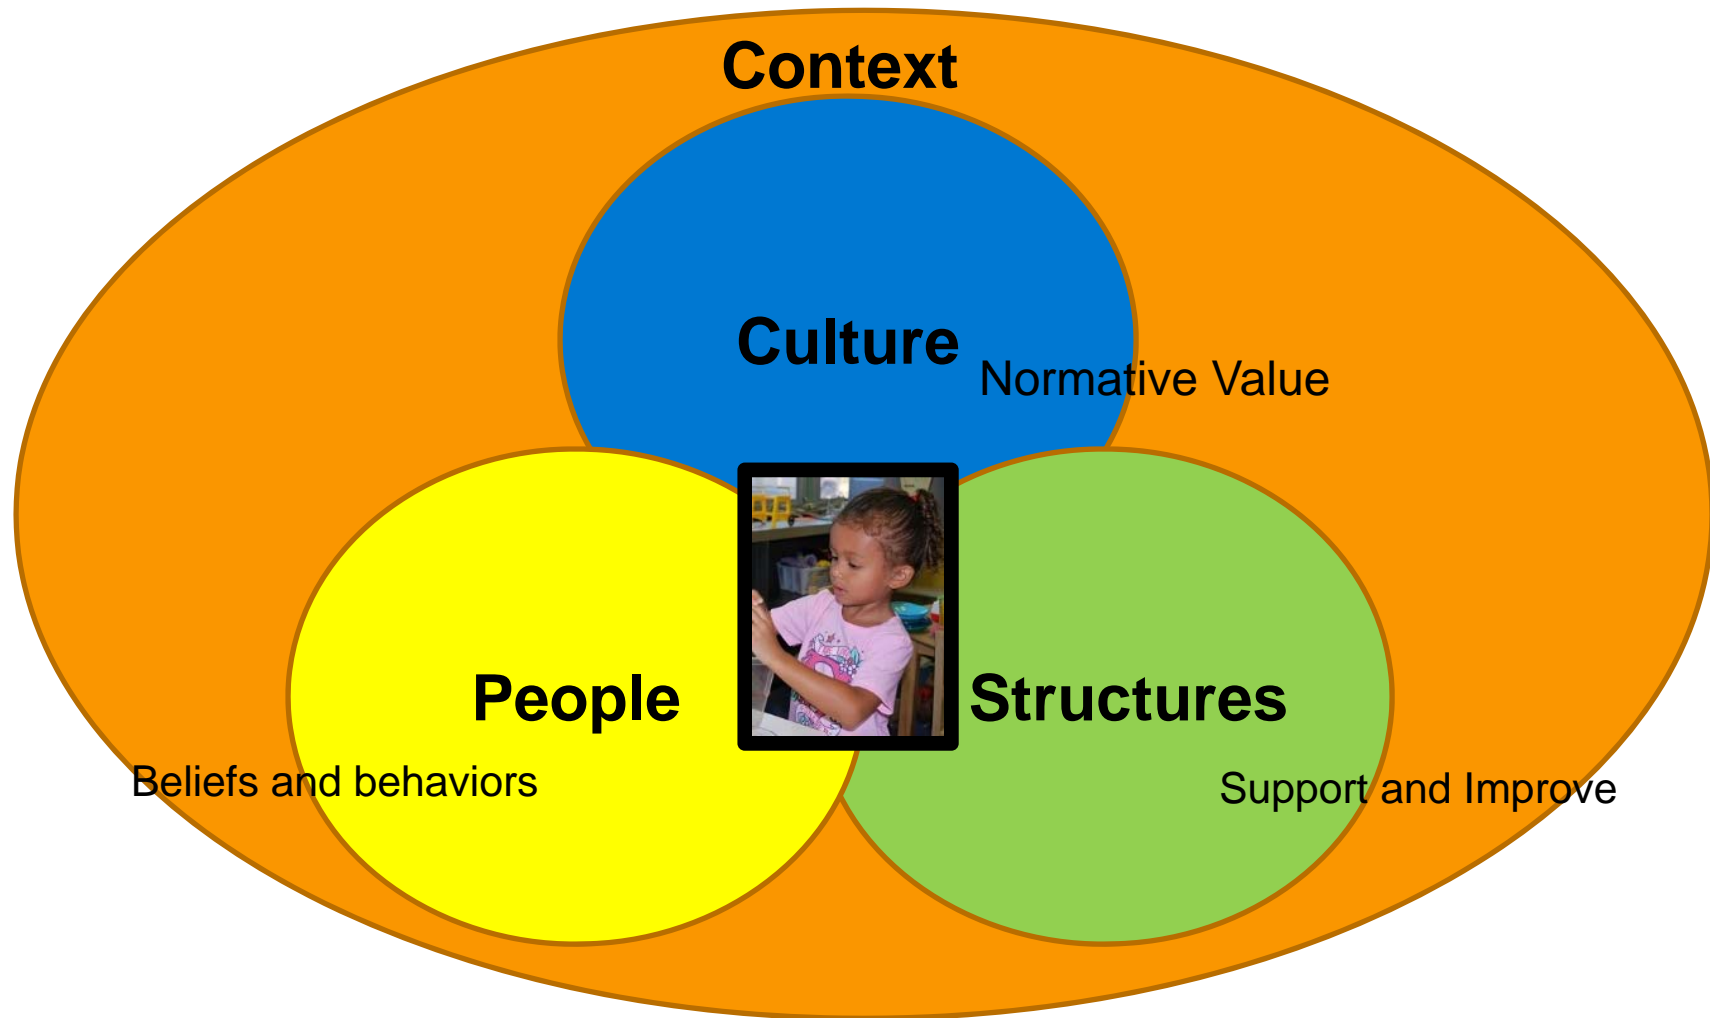 Context
Culture
Normative Value
People
Structures
Beliefs and behaviors
Support and Improve